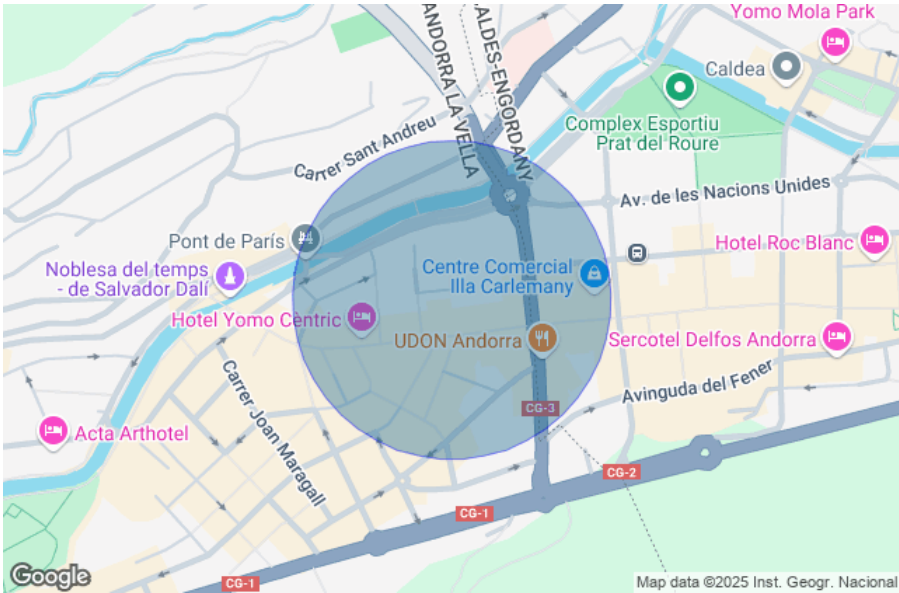 Yomo Mola Park
Caldea
ANDORRA LA VELLA
CALDES-ENGORDANY
Complex Esportiu
Prat del Roure
Carrer Sant Andreu
Av. de les Nacions Unides
Pont de París
Hotel Roc Blanc
Noblesa del temps
- de Salvador Dalí
Centre Comercial
Illa Carlemany
Hotel Yomo Cèntric
UDON Andorra
Sercotel Delfos Andorra
Carrer Joan Maragall
Avinguda del Fener
CG-3
Acta Arthotel
CG-2
CG-1
CG-1
Google
Map data ©2025 Inst. Geogr. Nacional